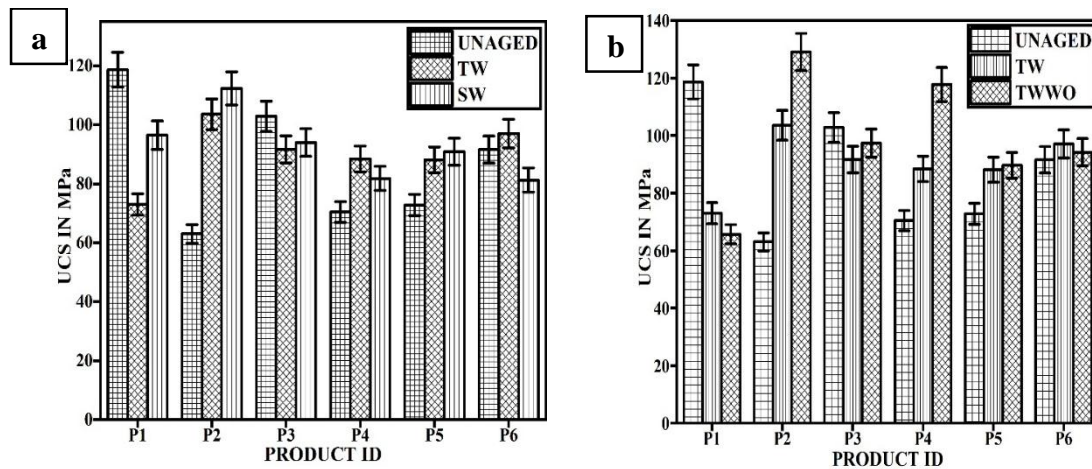 a
UNAGED
TW
SW
UCS IN MPa
120
100
80
60
40
20
0
P1 P2 P3 P4 P5 P6
PRODUCT ID
b
UNAGED
TW
TWWO
UCS IN MPa
140
120
100
80
60
40
20
0
P1 P2 P3 P4 P5 P6
PRODUCT ID